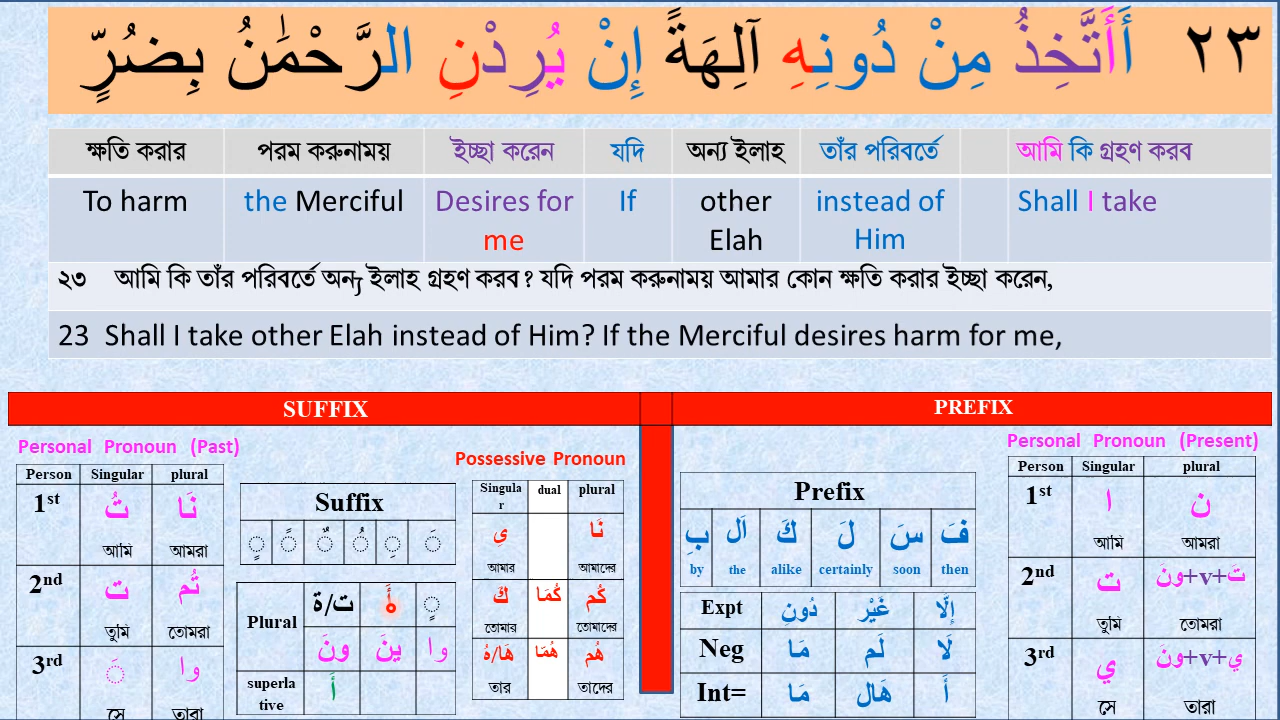 ٢٣ أَأَتَّخِذُ مِنْ دُونِهِ آلِهَةً إِنْ يُرِدْنِ الرَّحْمَٰنُ بِضُرٍّ
ক্ষতি করার পরম করুনাময় ইচ্ছা করেন যদি অন্য ইলাহ তাঁর পরিবর্তে আমি কি গ্রহণ করব
To harm the Merciful Desires for me If other Elah instead of Him Shall I take
২৩ আমি কি তাঁর পরিবর্তে অন্য ইলাহ গ্রহণ করব? যদি পরম করুনাময় আমার কোন ক্ষতি করার ইচ্ছা করেন,
23 Shall I take other Elah instead of Him? If the Merciful desires harm for me,
SUFFIX
Personal Pronoun (Past)
Person Singular plural
1st تُ نَا
আমি আমরা
2nd ت تُم
তুমি তোমরা
3rd َ وا
সে তারা
Suffix
ٍ ً ٌ ُ ِ َ
Plural ت/ة ةً ٍ
ونَ ينَ وا
superlative أَ
Possessive Pronoun
Singular dual plural
ىِ نَا
আমার আমাদের
كَ كُمَا كُم
তোমার তোমাদের
هَا/هُ هُمَا هُم
তার তাদের
PREFIX
Prefix
بِ اَل كَ لَ سَ فَ
by the alike certainly soon then
Expt دُونِ غَيْر إِلَّا
Neg مَا لَم لَا
Int= مَا هَال أَ
Personal Pronoun (Present)
Person Singular plural
1st ا ن
আমি আমরা
2nd ت تَ+v+ونَ
তুমি তোমরা
3rd ي ي+v+ونَ
সে তারা